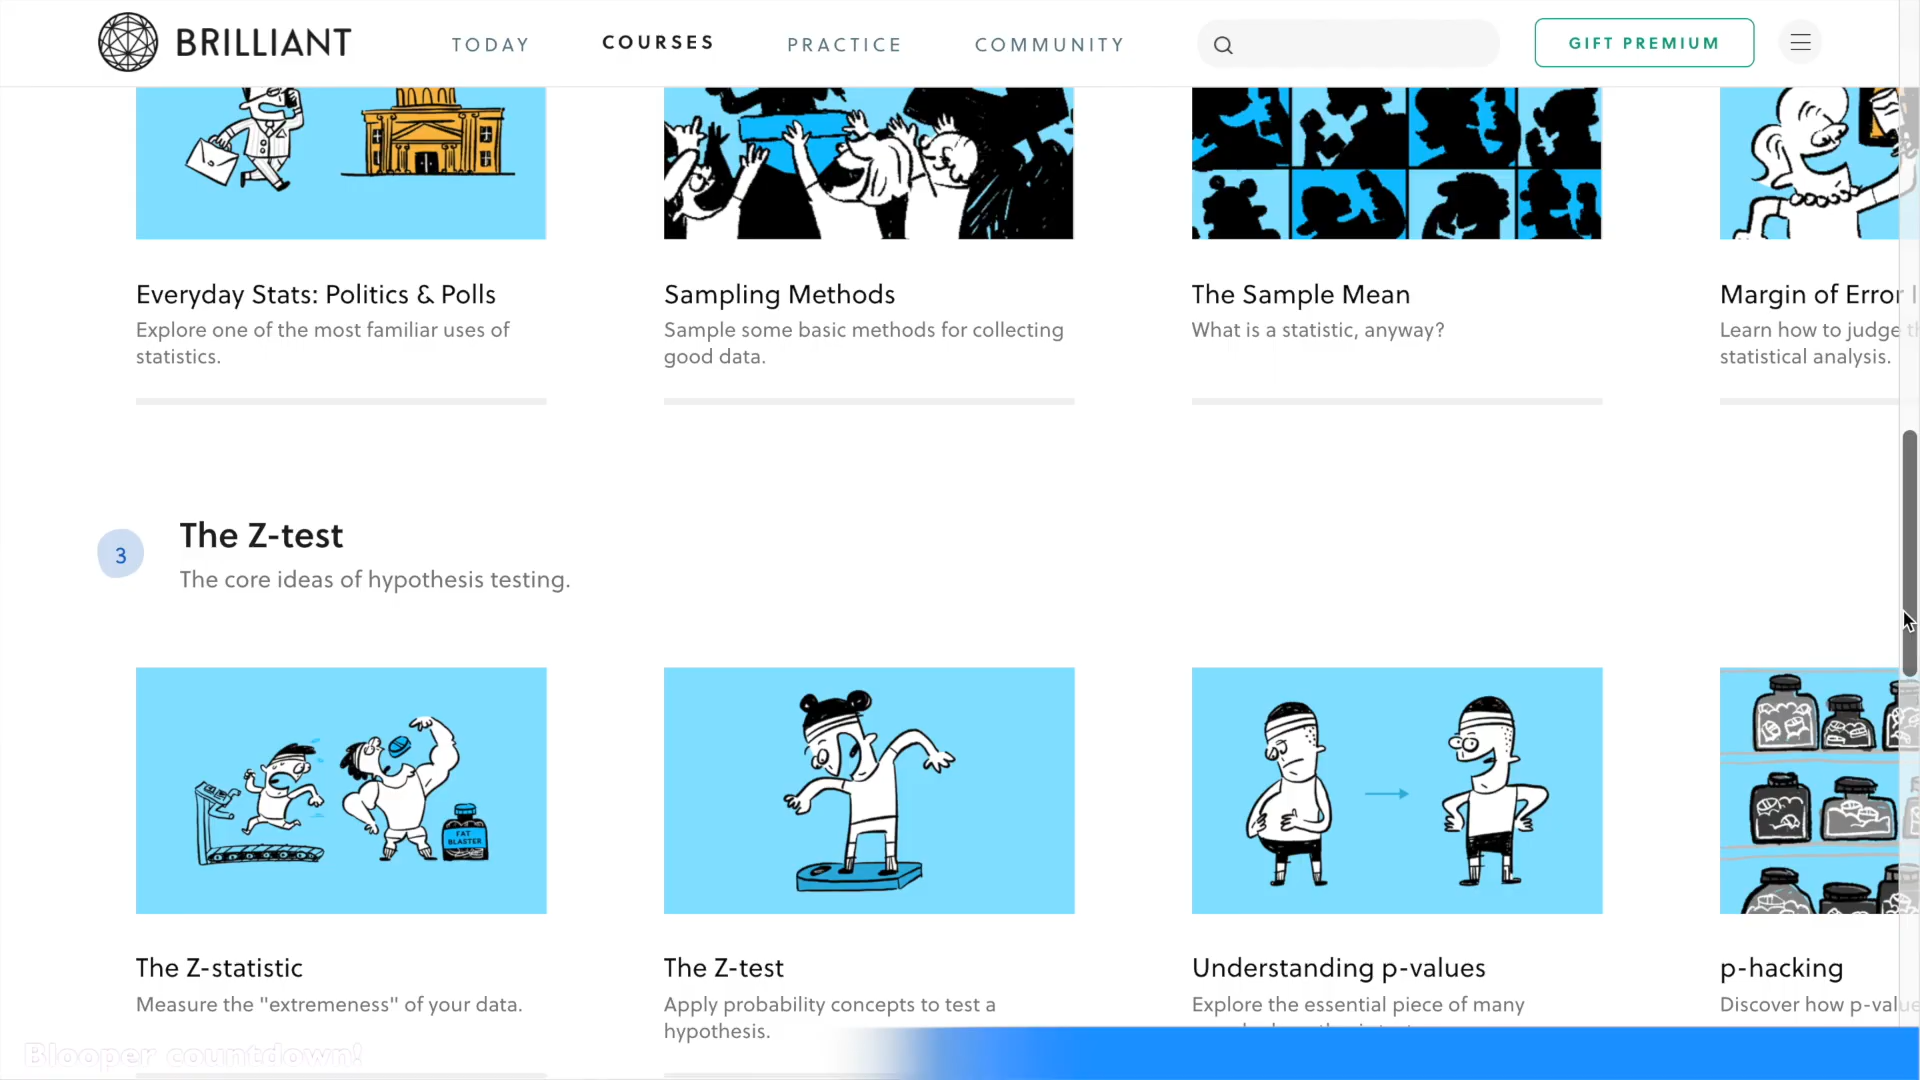 BRILLIANT
TODAY
COURSES
PRACTICE
COMMUNITY
GIFT PREMIUM
Everyday Stats: Politics & Polls
Explore one of the most familiar uses of
statistics.
Sampling Methods
Sample some basic methods for collecting
good data.
The Sample Mean
What is a statistic, anyway?
Margin of Error
Learn how to judge
statistical analysis.
3
The Z-test
The core ideas of hypothesis testing.
FAT
BLASTER
The Z-statistic
Measure the "extremeness" of your data.
The Z-test
Apply probability concepts to test a
hypothesis.
Understanding p-values
Explore the essential piece of many
p-hacking
Discover how
Blooper countdown!